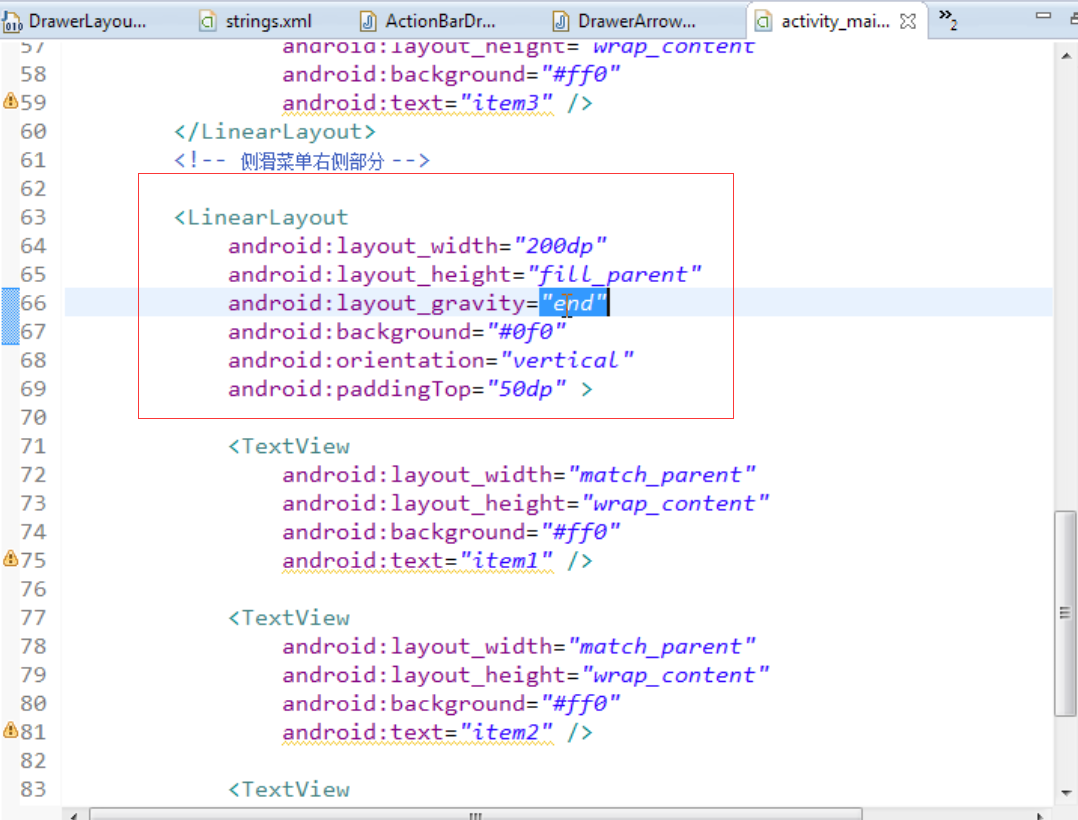 DrawerLayou... strings.xml ActionBarDr... DrawerArrow... activity_mai... »2
57 android:layout_height="wrap_content
58 android:background="#ff0"
59 android:text="item3" />
60 </LinearLayout>
61 <!-- 侧滑菜单右侧部分 -->
62
63 <LinearLayout
64 android:layout_width="200dp"
65 android:layout_height="fill_parent"
66 android:layout_gravity="end"
67 android:background="#0f0"
68 android:orientation="vertical"
69 android:paddingTop="50dp" >
70
71 <TextView
72 android:layout_width="match_parent"
73 android:layout_height="wrap_content"
74 android:background="#ff0"
75 android:text="item1" />
76
77 <TextView
78 android:layout_width="match_parent"
79 android:layout_height="wrap_content"
80 android:background="#ff0"
81 android:text="item2" />
82
83 <TextView